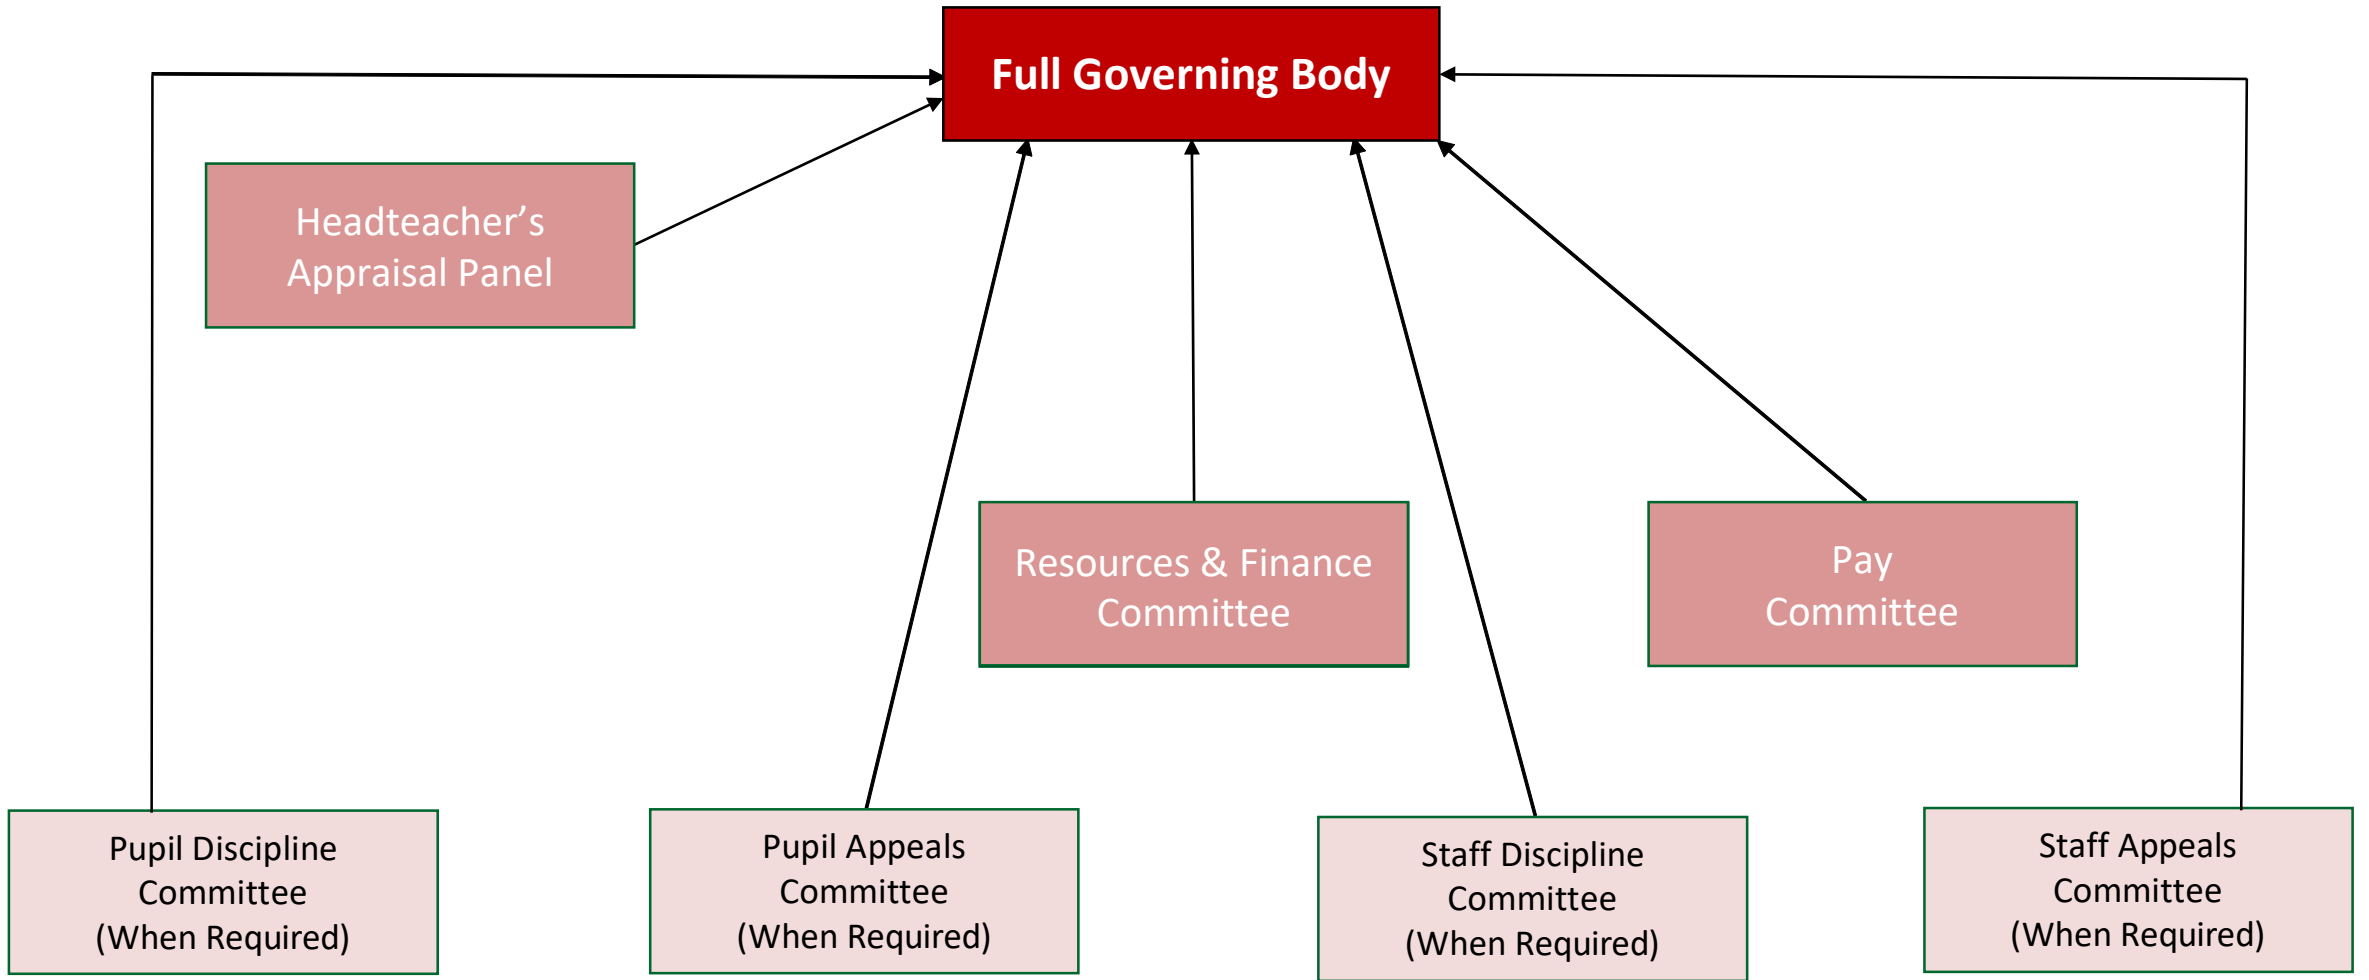 Full Governing Body
Headteacher’s
Appraisal Panel
Resources & Finance
Committee
Pay
Committee
Pupil Discipline
Committee
(When Required)
Pupil Appeals
Committee
(When Required)
Staff Discipline
Committee
(When Required)
Staff Appeals
Committee
(When Required)